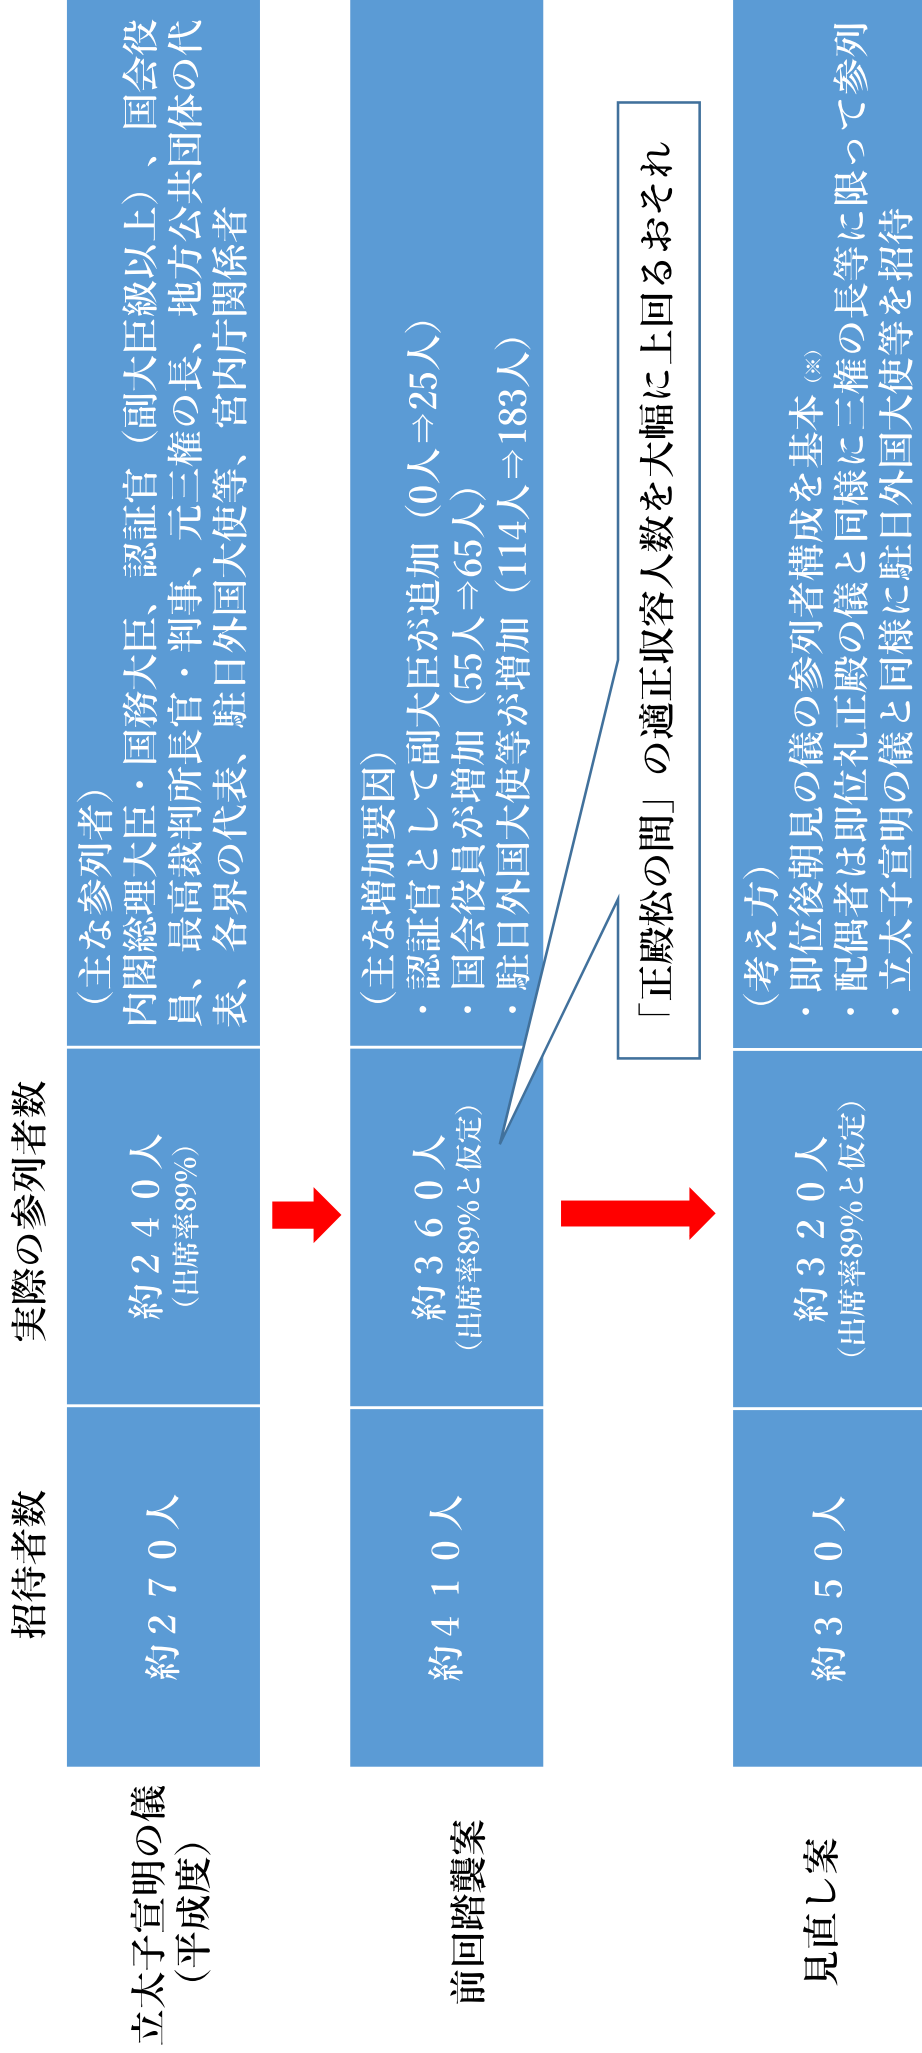 招待者数
実際の参列者数
立太子宣明の儀
（平成度）
約２７０人
約２４０人
（出席率89%）
（主な参列者）
内閣総理大臣・国務大臣、認証官（副大臣級以上）、国会役
員、最高裁判所長官・判事、元三権の長、地方公共団体の代
表、各界の代表、駐日外国大使等、宮内庁関係者
前回踏襲案
約４１０人
約３６０人
（出席率89%と仮定）
（主な増加要因）
・認証官として副大臣が追加（0人⇒25人）
・国会役員が増加（55人⇒65人）
・駐日外国大使等が増加（114人⇒183人）
「正殿松の間」の適正収容人数を大幅に上回るおそれ
見直し案
約３５０人
約３２０人
（出席率89%と仮定）
（考え方）
・即位後朝見の儀の参列者構成を基本（※）
・配偶者は即位礼正殿の儀と同様に三権の長等に限って参列
・立太子宣明の儀と同様に駐日外国大使等を招待